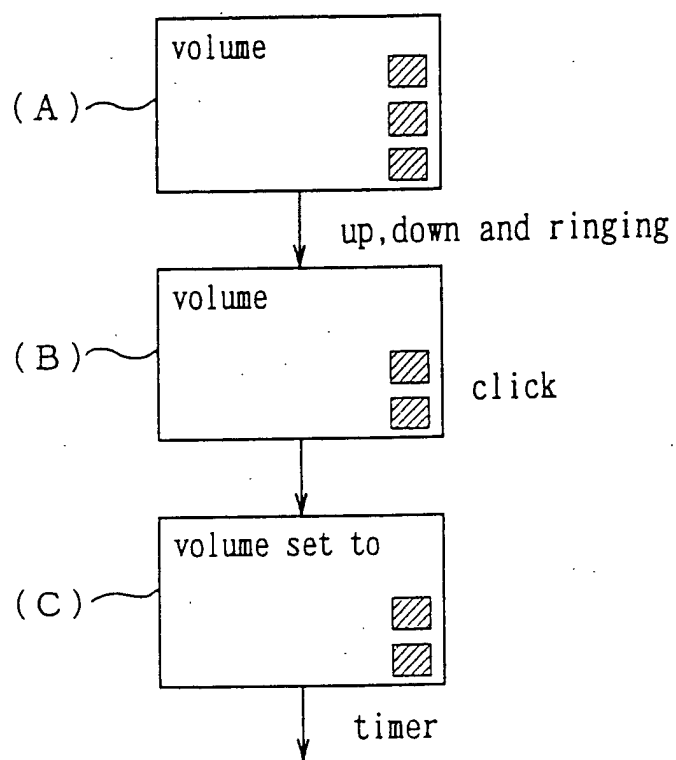 volume
(A)
up,down and ringing
volume
(B)
click
volume set to
(C)
timer